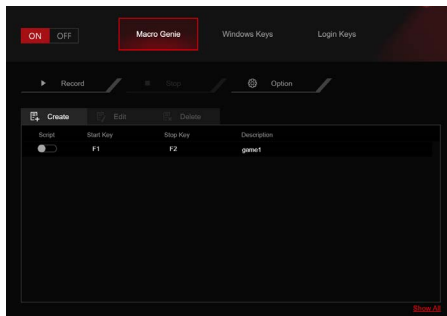 ON OFF Macro Genie Windows Keys Login Keys
Record Stop Option
Create Edit Delete
Script Start Key Stop Key Description
F1 F2 game1
Show All